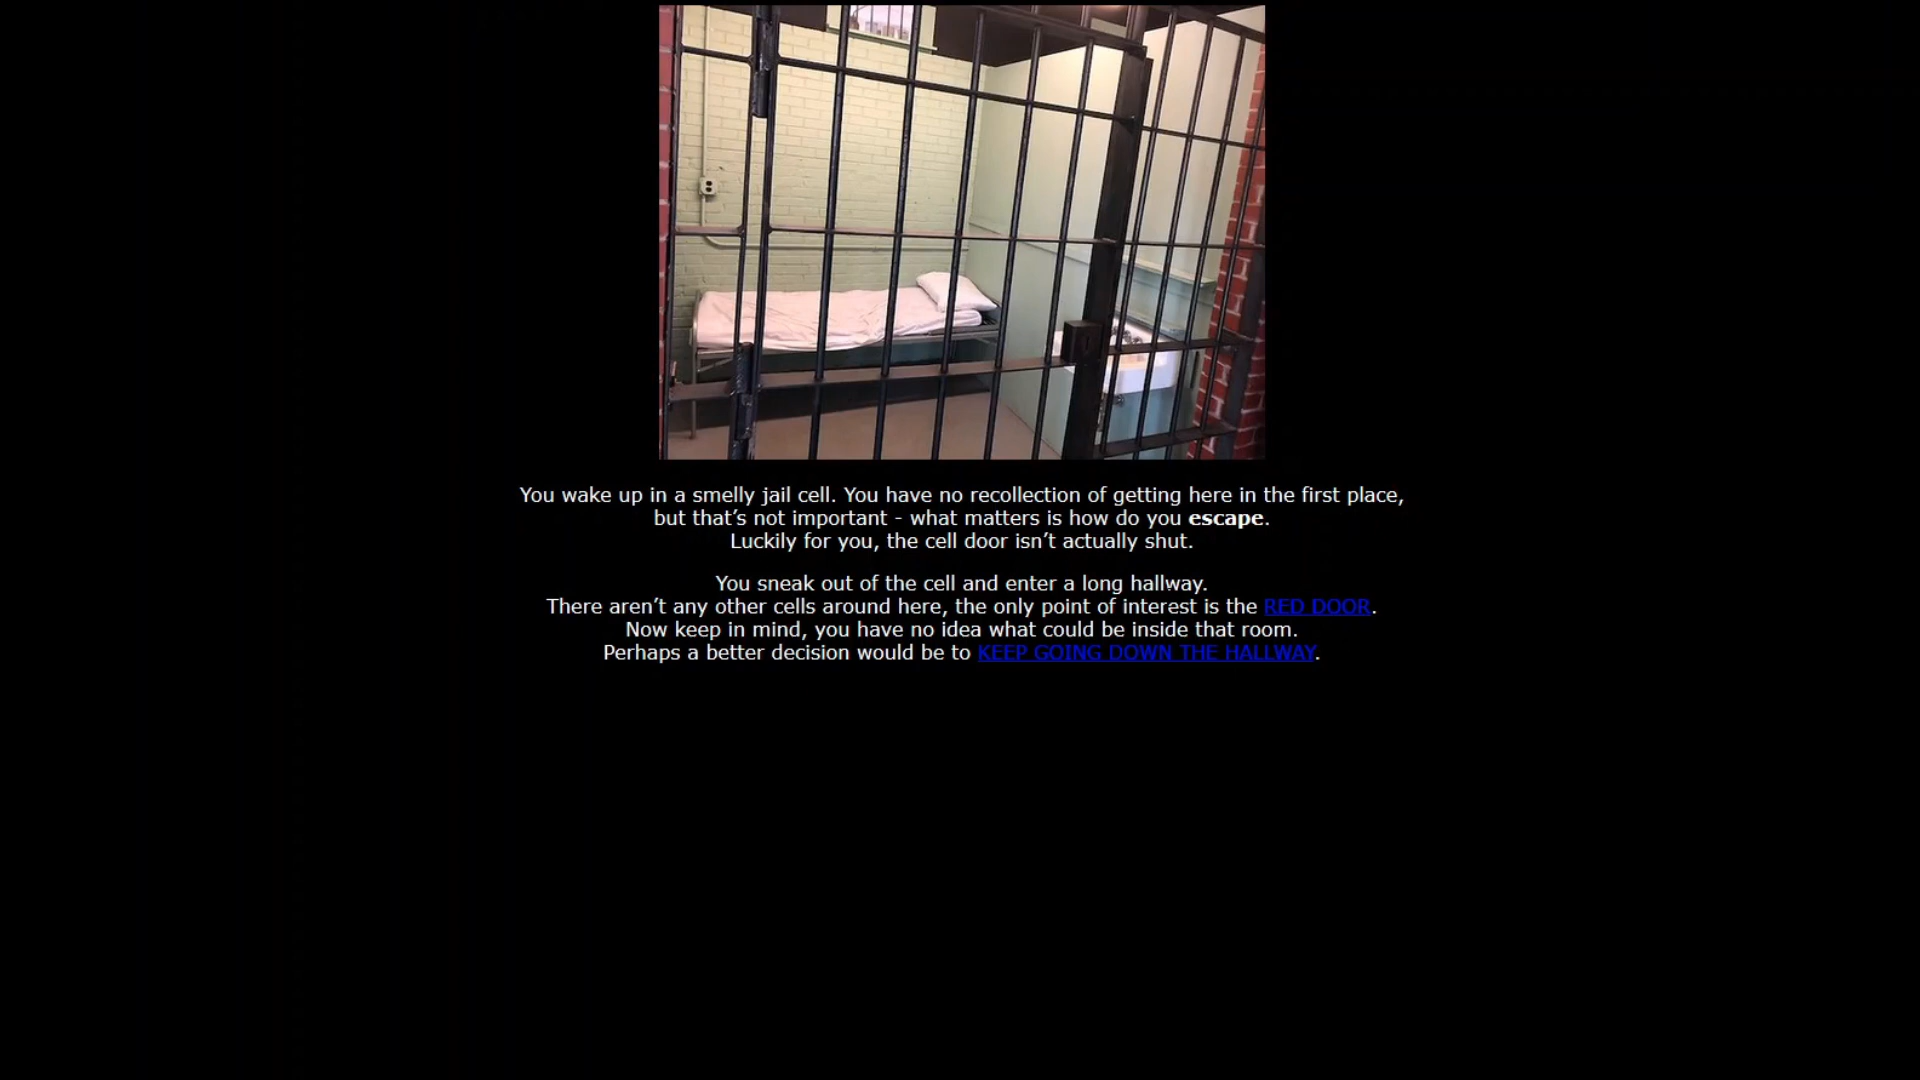 You wake up in a smelly jail cell. You have no recollection of getting here in the first place,
but that’s not important - what matters is how do you escape.
Luckily for you, the cell door isn’t actually shut.
You sneak out of the cell and enter a long hallway.
There aren’t any other cells around here, the only point of interest is the RED DOOR.
Now keep in mind, you have no idea what could be inside that room.
Perhaps a better decision would be to KEEP GOING DOWN THE HALLWAY.